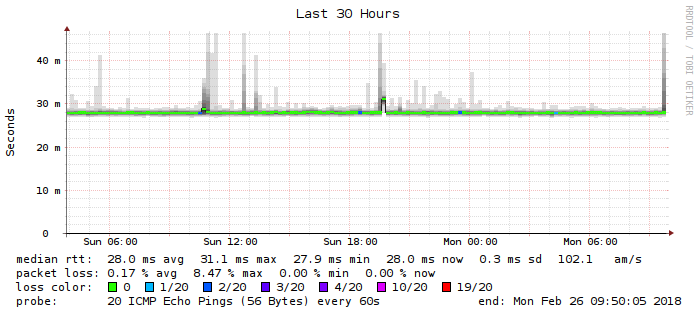 Last 30 Hours
RRDTOOL / TOBI OETIKER
Seconds
40 m
30 m
20 m
10 m
0
Sun 06:00 Sun 12:00 Sun 18:00 Mon 00:00 Mon 06:00
median rtt: 28.0 ms avg 31.1 ms max 27.9 ms min 28.0 ms now 0.3 ms sd 102.1 am/s
packet loss: 0.17 % avg 8.47 % max 0.00 % min 0.00 % now
loss color: 0 1/20 2/20 3/20 4/20 10/20 19/20
probe: 20 ICMP Echo Pings (56 Bytes) every 60s end: Mon Feb 26 09:50:05 2018